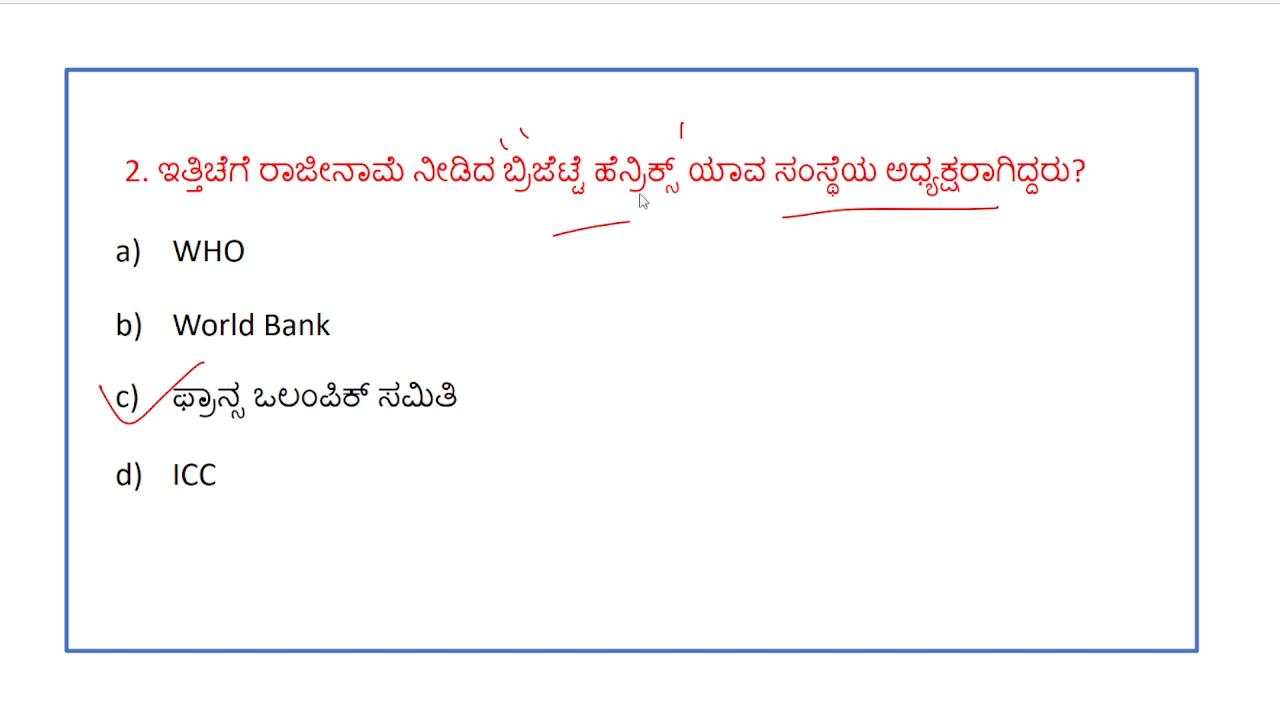 2. ಇತ್ತಿಚೆಗೆ ರಾಜೀನಾಮೆ ನೀಡಿದ ಬ್ರಿಜೆಟ್ಟೆ ಹೆನ್ರಿಕ್ಸ್ ಯಾವ ಸಂಸ್ಥೆಯ ಅಧ್ಯಕ್ಷರಾಗಿದ್ದರು?
a) WHO
b) World Bank
c) ಫ್ರಾನ್ಸ ಒಲಂಪಿಕ್ ಸಮಿತಿ
d) ICC